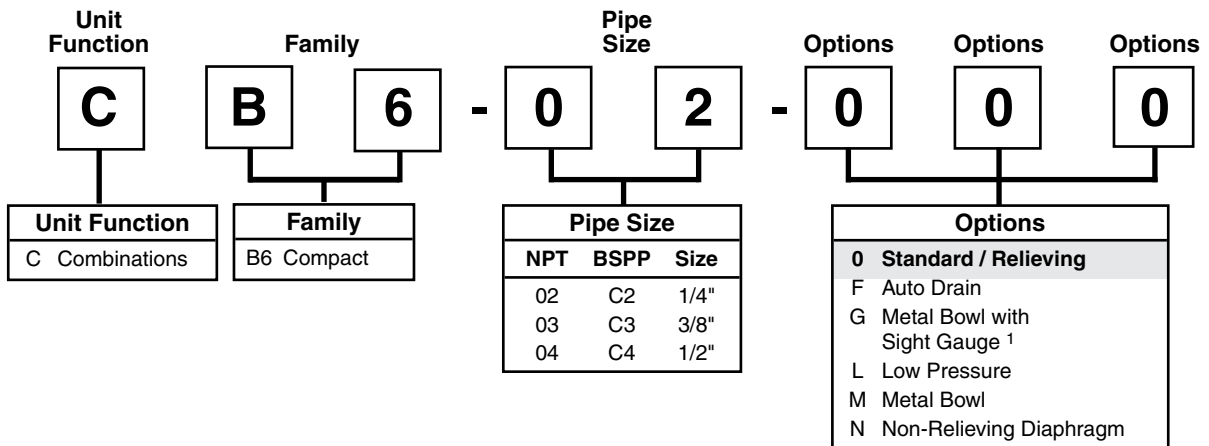 Unit Function Family Pipe Size Options Options Options
C B 6 - 0 2 - 0 0 0
Unit Function
C Combinations
Family
B6 Compact
Pipe Size
NPT BSPP Size
02 C2 1/4"
03 C3 3/8"
04 C4 1/2"
Options
0 Standard / Relieving
F Auto Drain
G Metal Bowl with
Sight Gauge 1
L Low Pressure
M Metal Bowl
N Non-Relieving Diaphragm